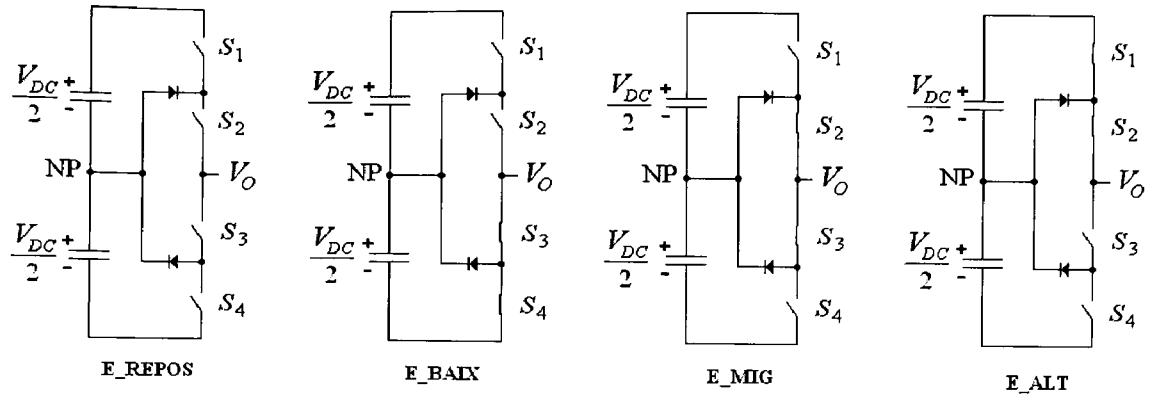 S1 S1 S1 S1
VDC/2 + - VDC/2 + - VDC/2 + - VDC/2 + -
S2 S2 S2 S2
NP VO NP VO NP VO NP VO
S3 S3 S3 S3
VDC/2 + - VDC/2 + - VDC/2 + - VDC/2 + -
S4 S4 S4 S4
E_REPOS E_BAIX E_MIG E_ALT